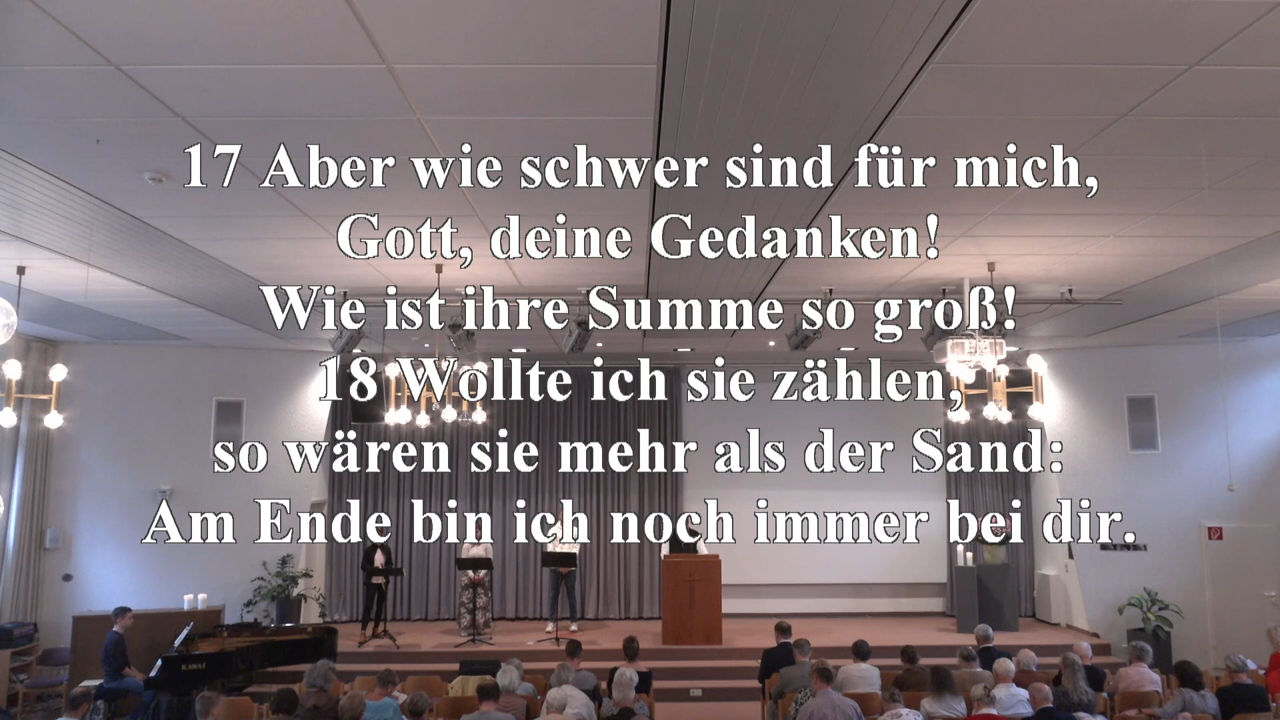 17 Aber wie schwer sind für mich,
Gott, deine Gedanken!
Wie ist ihre Summe so groß!
18 Wollte ich sie zählen,
so wären sie mehr als der Sand:
Am Ende bin ich noch immer bei dir.
KAWAI